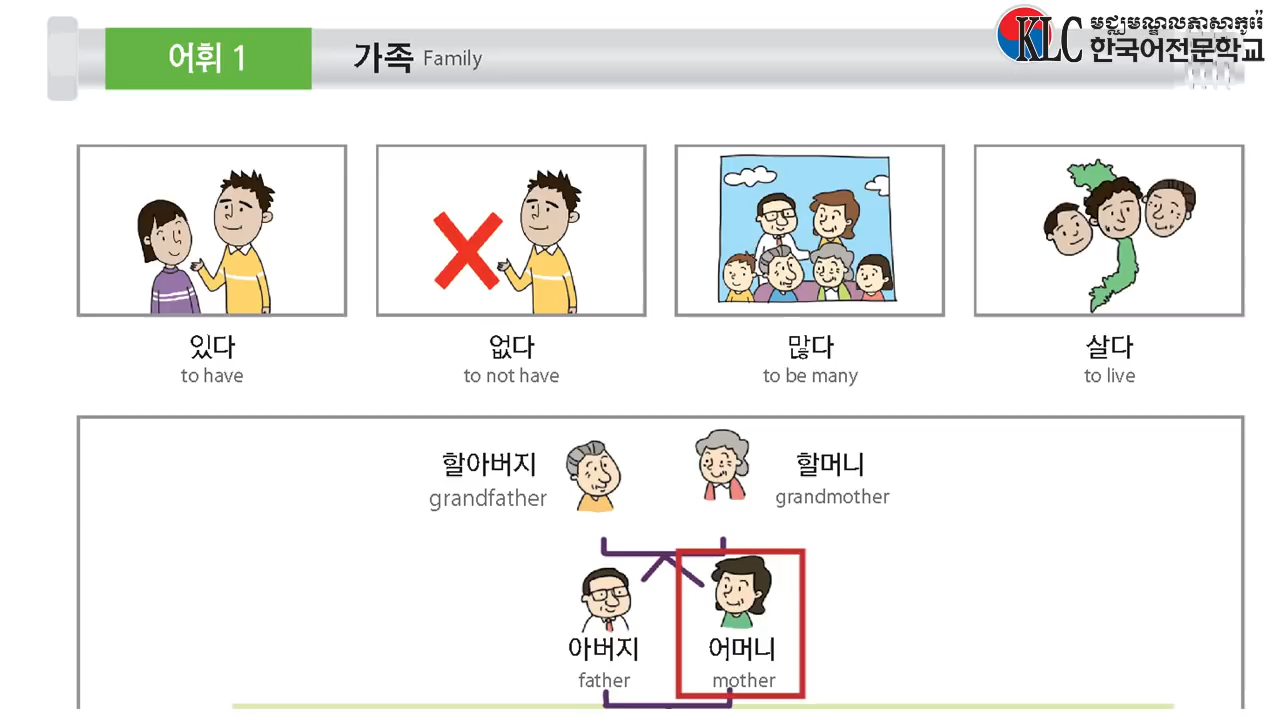 어휘 1
가족 Family
KLC
មជ្ឈមណ្ឌលភាសាកូរ៉េ
한국어전문학교
있다
to have
없다
to not have
많다
to be many
살다
to live
할아버지
grandfather
할머니
grandmother
아버지
father
어머니
mother